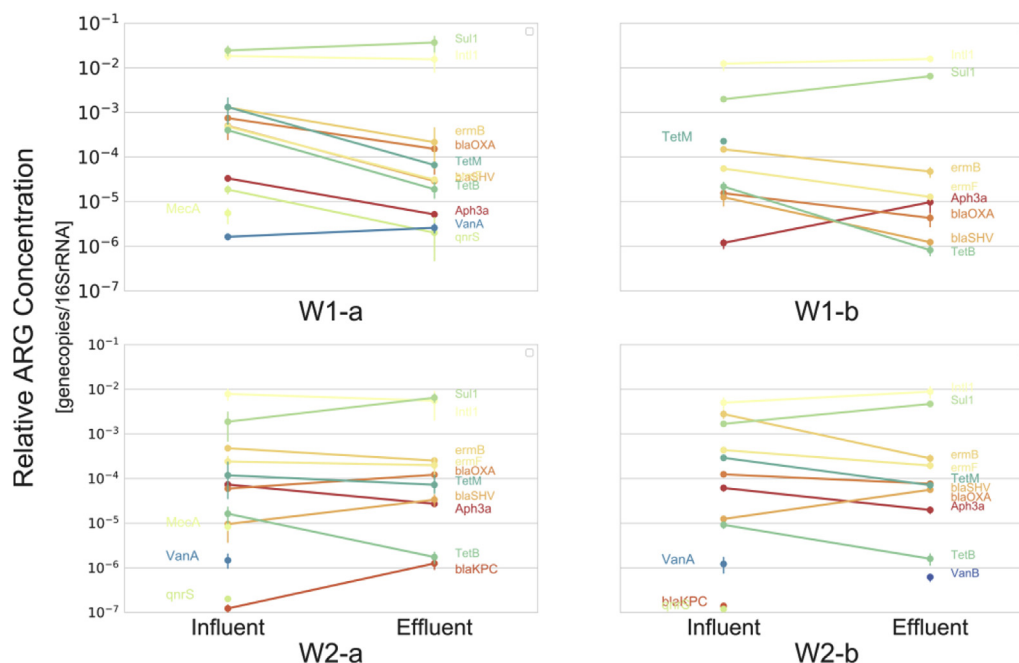 Relative ARG Concentration
[genecopies/16SrRNA]
10⁻¹
10⁻²
10⁻³
10⁻⁴
10⁻⁵
10⁻⁶
10⁻⁷
Sul1
IntI1
ermB
blaOXA
TetM
blaSHV
TetB
MecA
Aph3a
VanA
qnrS
W1-a
IntI1
Sul1
TetM
ermB
ermF
Aph3a
blaOXA
blaSHV
TetB
W1-b
10⁻¹
10⁻²
10⁻³
10⁻⁴
10⁻⁵
10⁻⁶
10⁻⁷
Sul1
IntI1
ermB
ermF
blaOXA
TetM
blaSHV
Aph3a
MecA
VanA
TetB
blaKPC
qnrS
Influent
Effluent
W2-a
IntI1
Sul1
ermB
ermF
TetM
blaSHV
blaOXA
Aph3a
TetB
VanA
VanB
blaKPC
qnrS
Influent
Effluent
W2-b